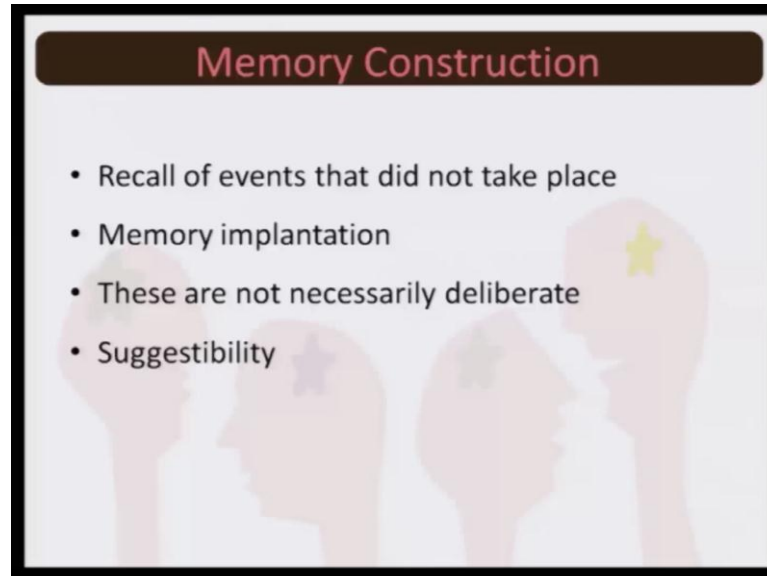 Memory Construction
• Recall of events that did not take place
• Memory implantation
• These are not necessarily deliberate
• Suggestibility